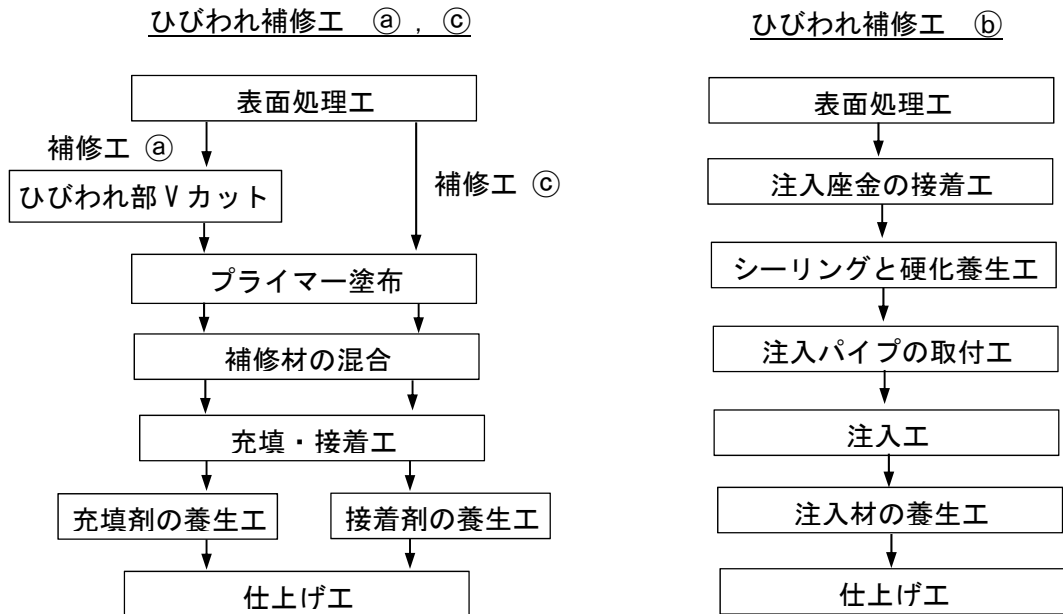 ひびわれ補修工　ⓐ , ⓒ
表面処理工
補修工 ⓐ
ひびわれ部Vカット
補修工 ⓒ
プライマー塗布
補修材の混合
充填・接着工
充填剤の養生工
接着剤の養生工
仕上げ工
ひびわれ補修工　ⓑ
表面処理工
注入座金の接着工
シーリングと硬化養生工
注入パイプの取付工
注入工
注入材の養生工
仕上げ工